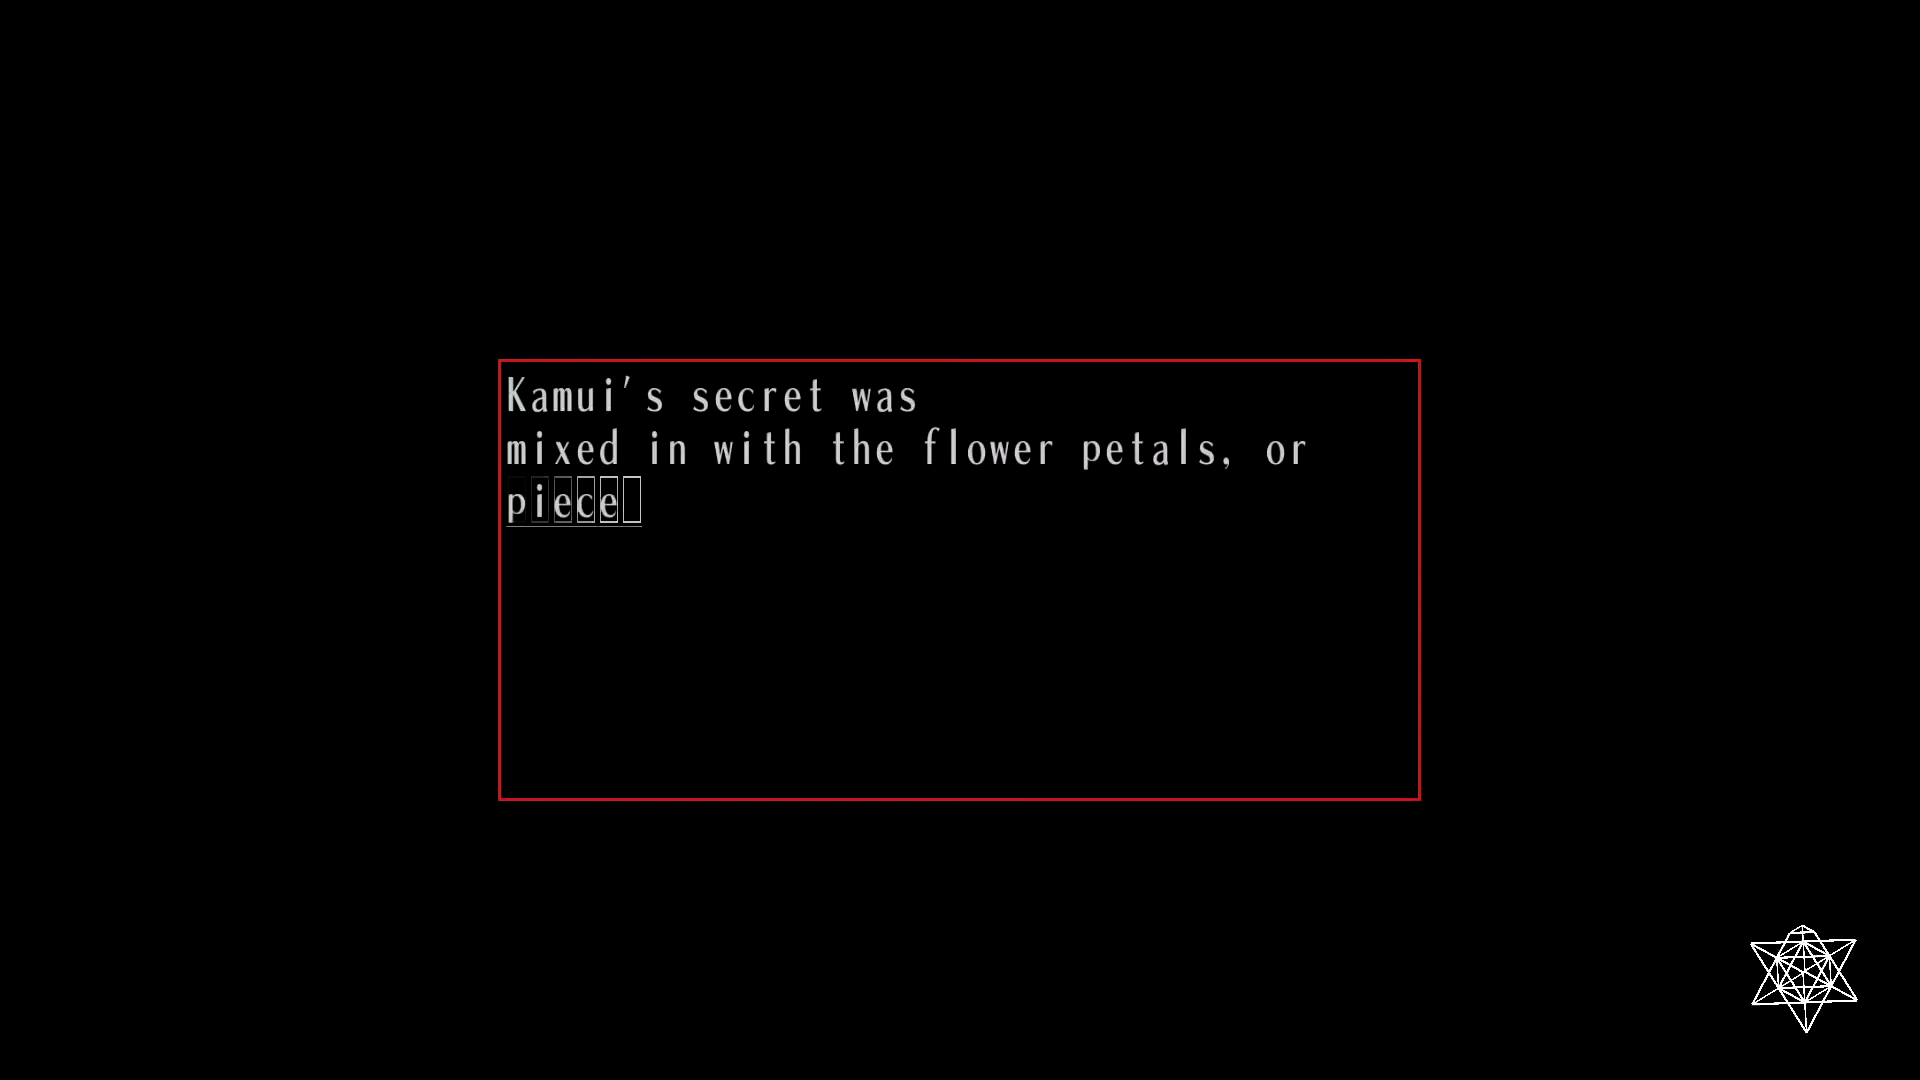 Kamui's secret was
mixed in with the flower petals, or
piece